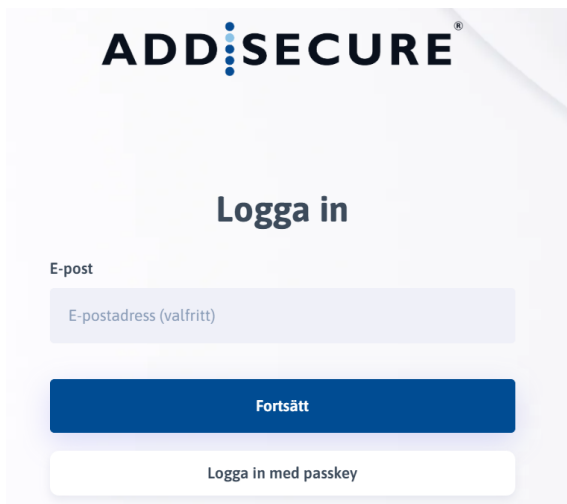 ADDSECURE®
Logga in
E-post
E-postadress (valfritt)
Fortsätt
Logga in med passkey